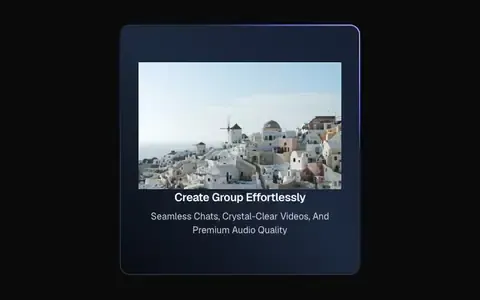 Create Group Effortlessly
Seamless Chats, Crystal-Clear Videos, And
Premium Audio Quality